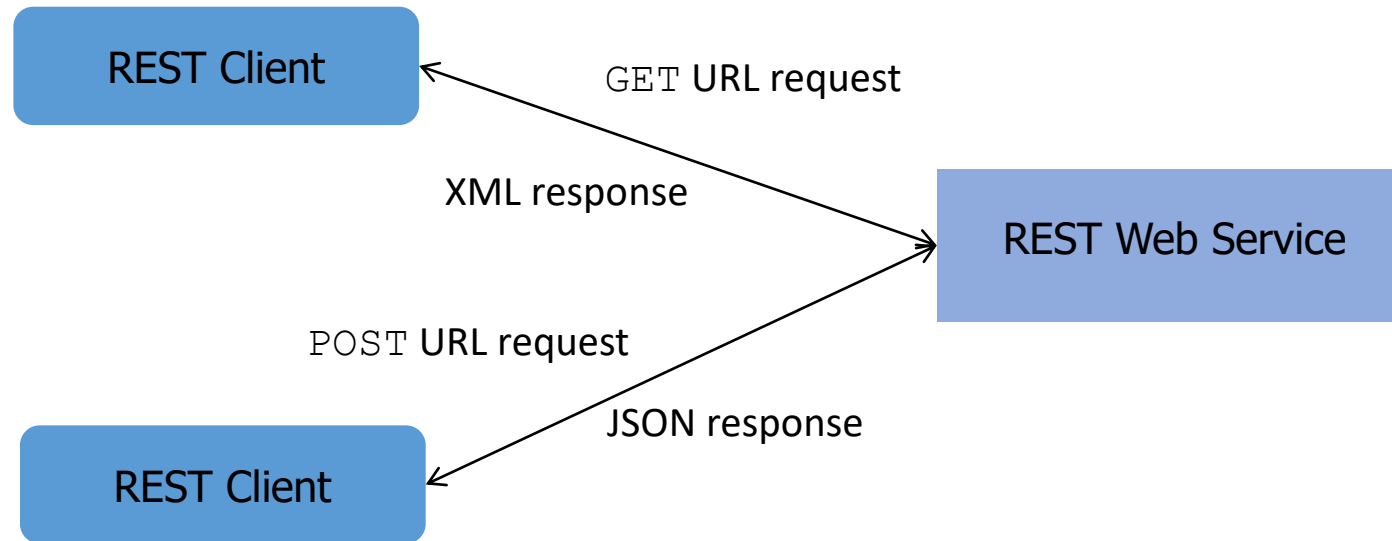 REST Client
GET URL request
XML response
REST Web Service
POST URL request
JSON response
REST Client